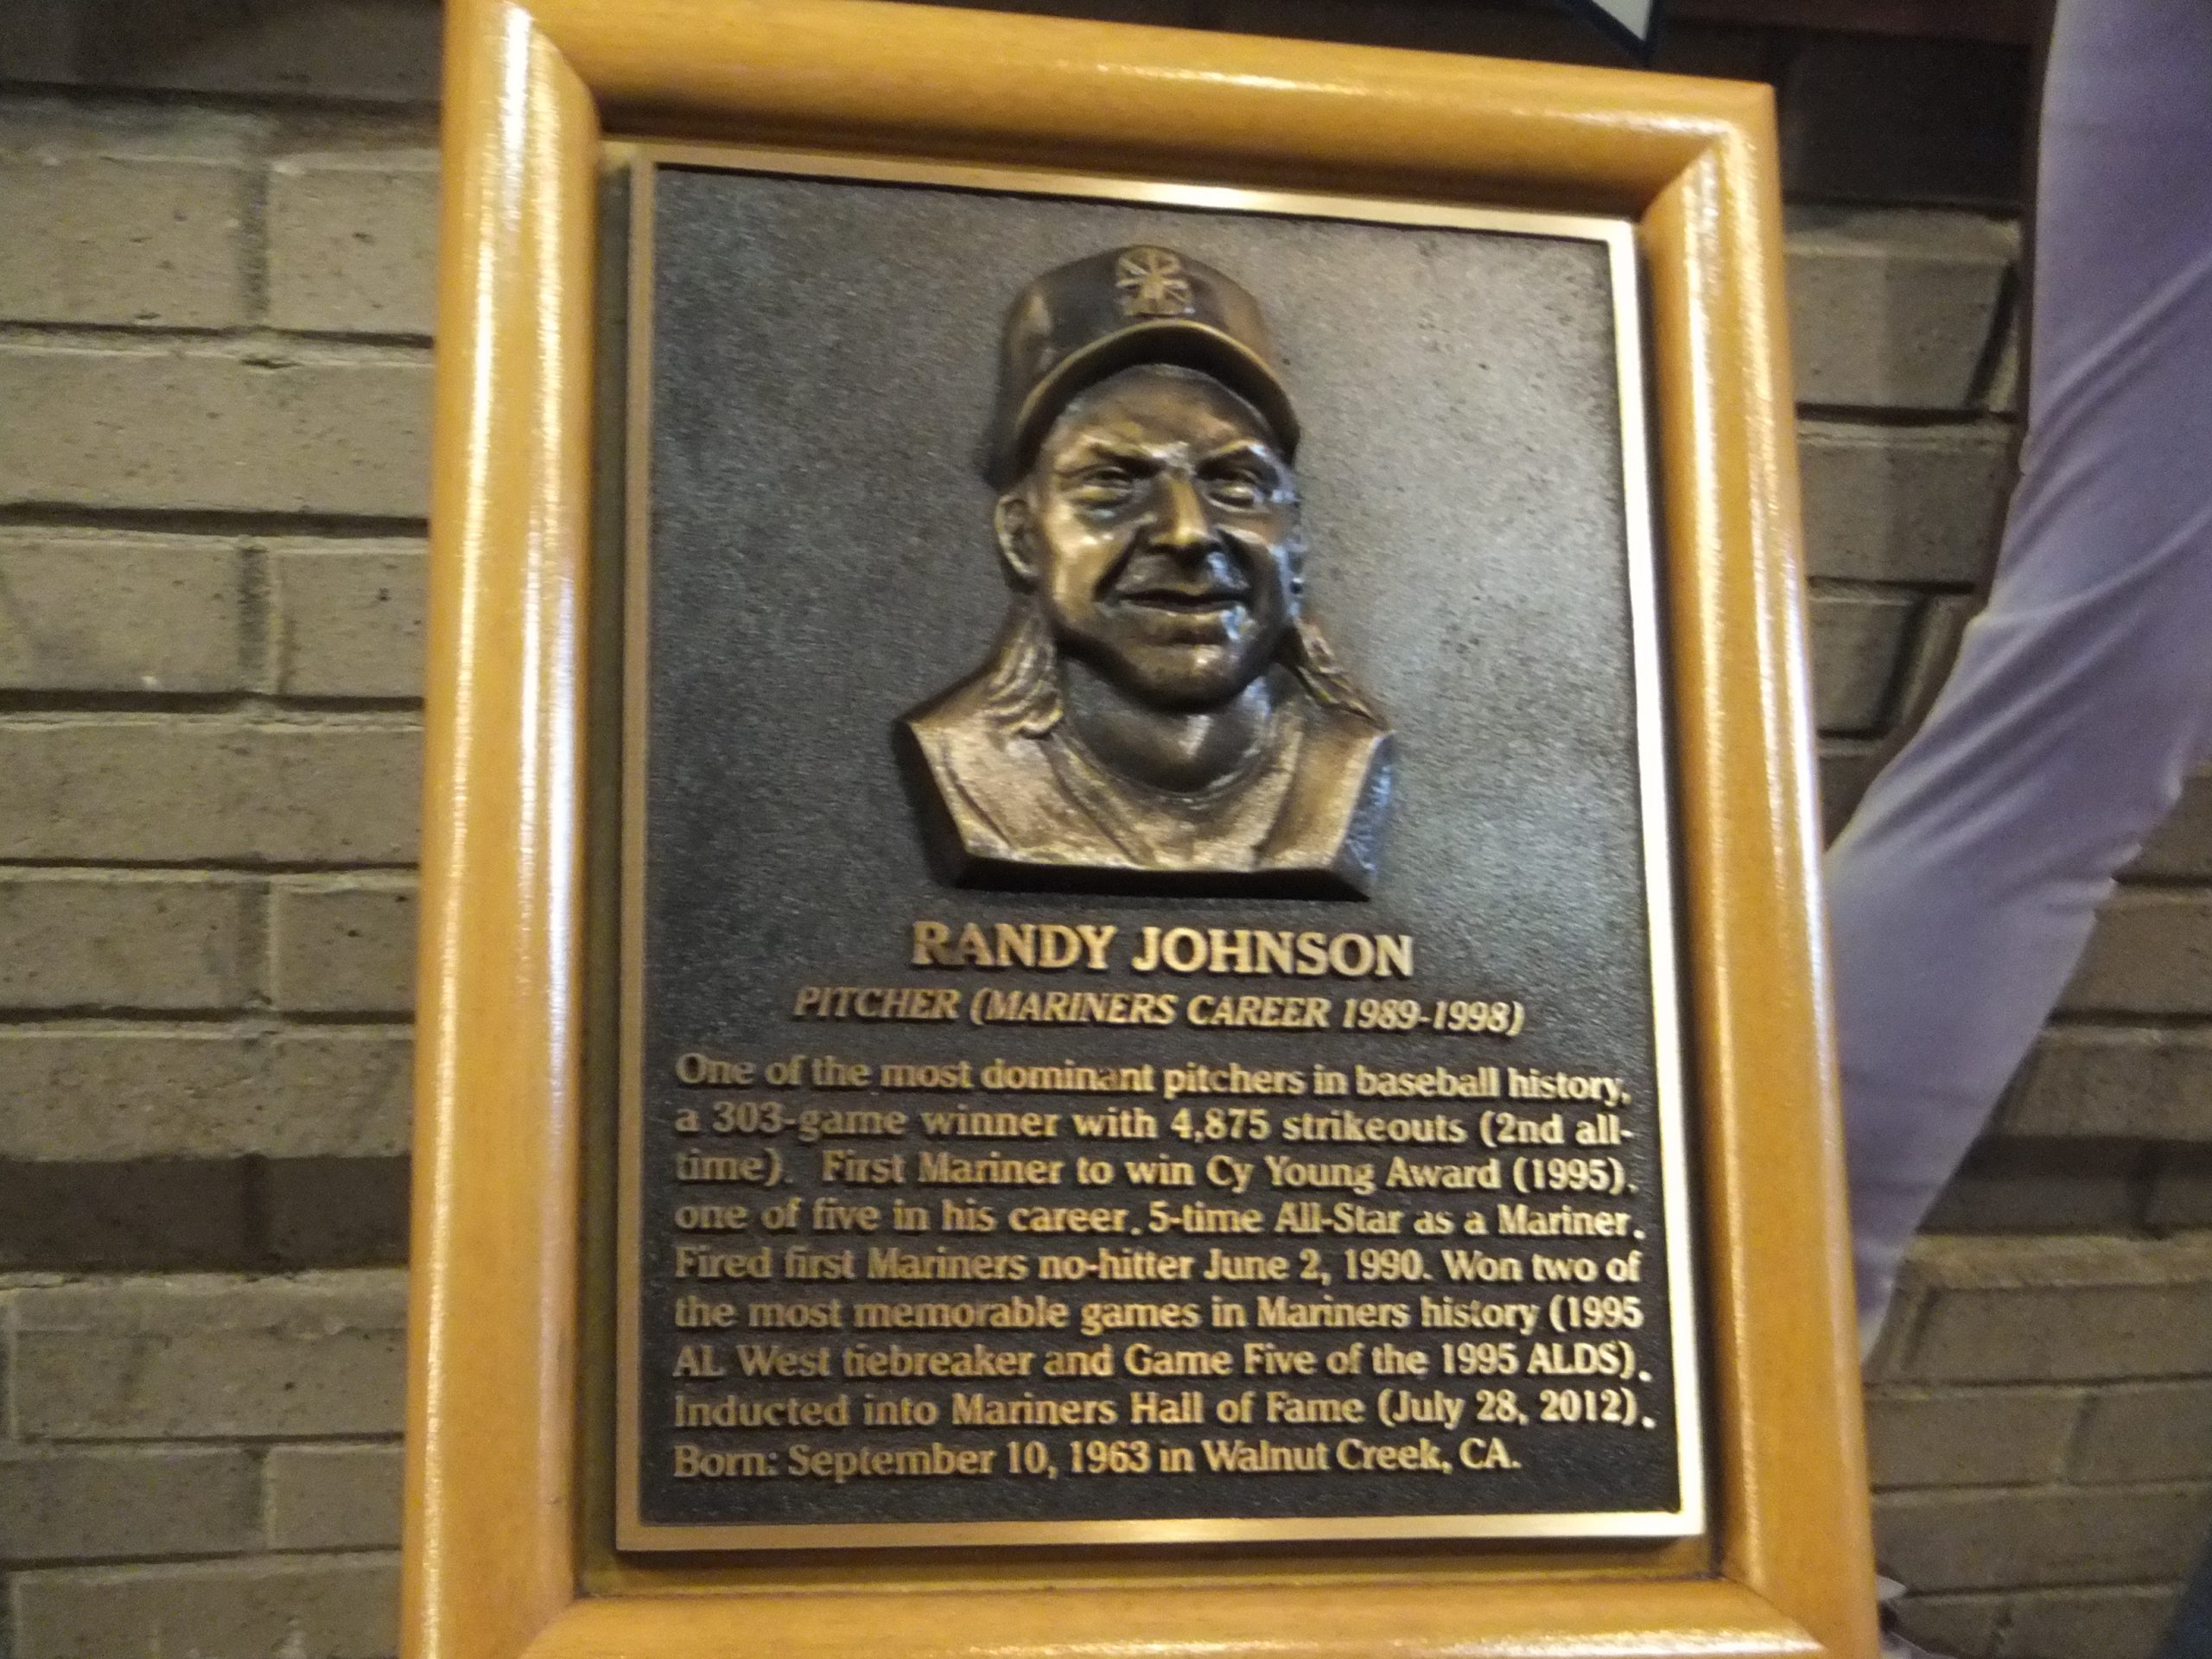 RANDY JOHNSON
PITCHER (MARINERS CAREER 1989-1998)
One of the most dominant pitchers in baseball history,
a 303-game winner with 4,875 strikeouts (2nd all-
time). First Mariner to win Cy Young Award (1995),
one of five in his career. 5-time All-Star as a Mariner.
Fired first Mariners no-hitter June 2, 1990. Won two of
the most memorable games in Mariners history (1995
AL West tiebreaker and Game Five of the 1995 ALDS).
Inducted into Mariners Hall of Fame (July 28, 2012).
Born: September 10, 1963 in Walnut Creek, CA.